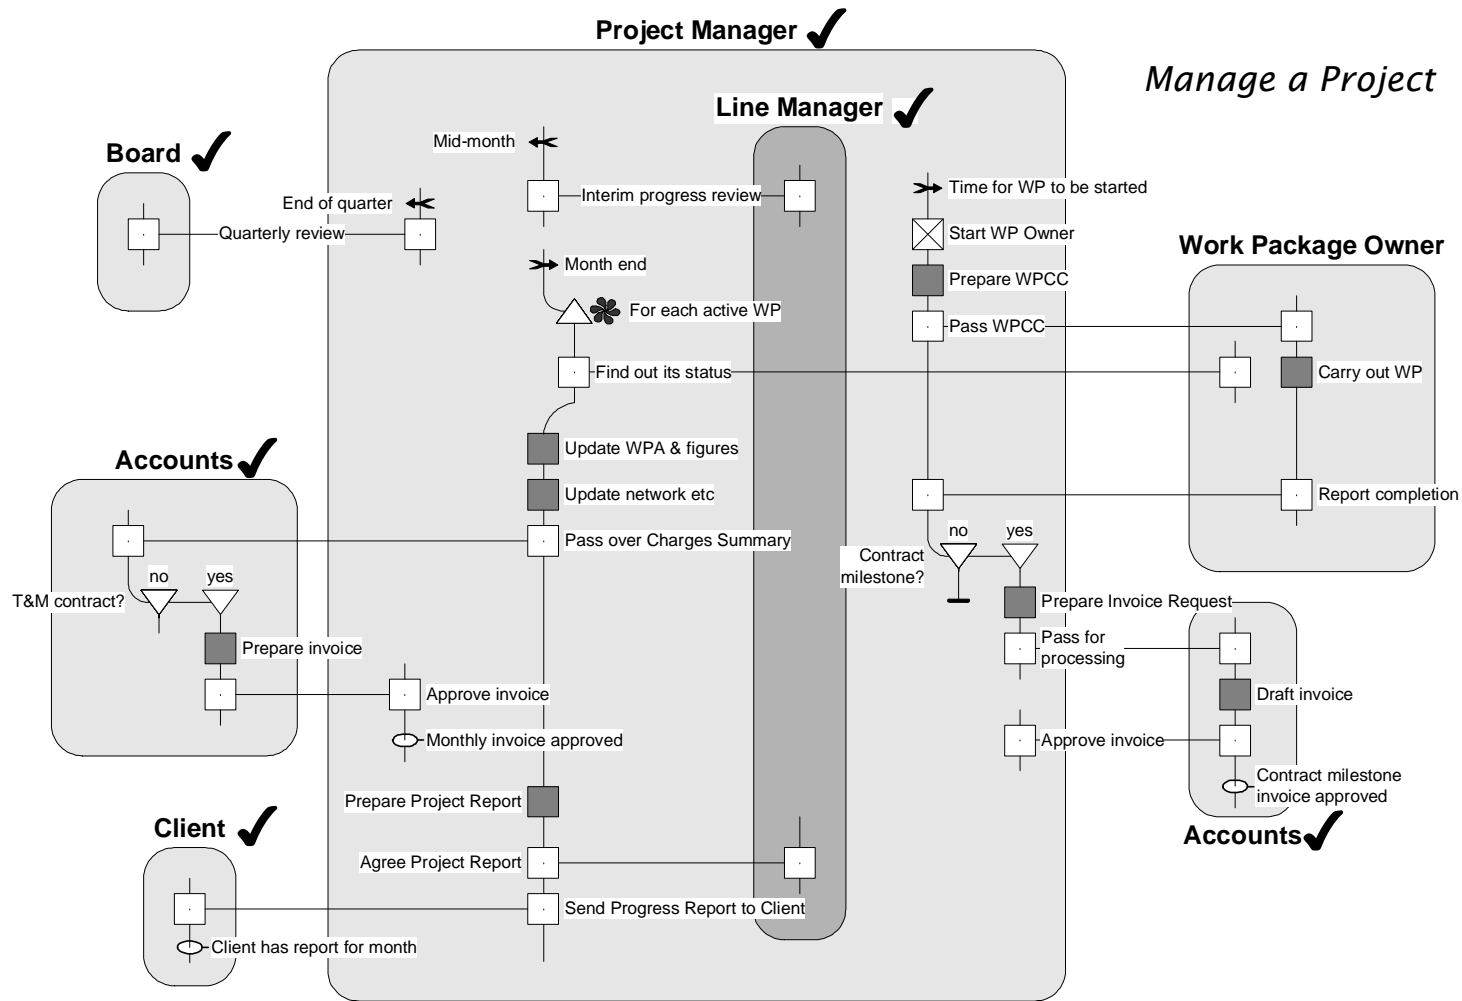 Project Manager
Manage a Project
Line Manager
Board
Mid-month
Interim progress review
Time for WP to be started
End of quarter
Quarterly review
Start WP Owner
Work Package Owner
Month end
Prepare WPCC
For each active WP
Pass WPCC
Find out its status
Carry out WP
Update WPA & figures
Accounts
Update network etc
Report completion
Pass over Charges Summary
no
yes
Contract
milestone?
no
yes
T&M contract?
Prepare Invoice Request
Prepare invoice
Pass for
processing
Approve invoice
Draft invoice
Monthly invoice approved
Approve invoice
Contract milestone
invoice approved
Prepare Project Report
Client
Accounts
Agree Project Report
Send Progress Report to Client
Client has report for month